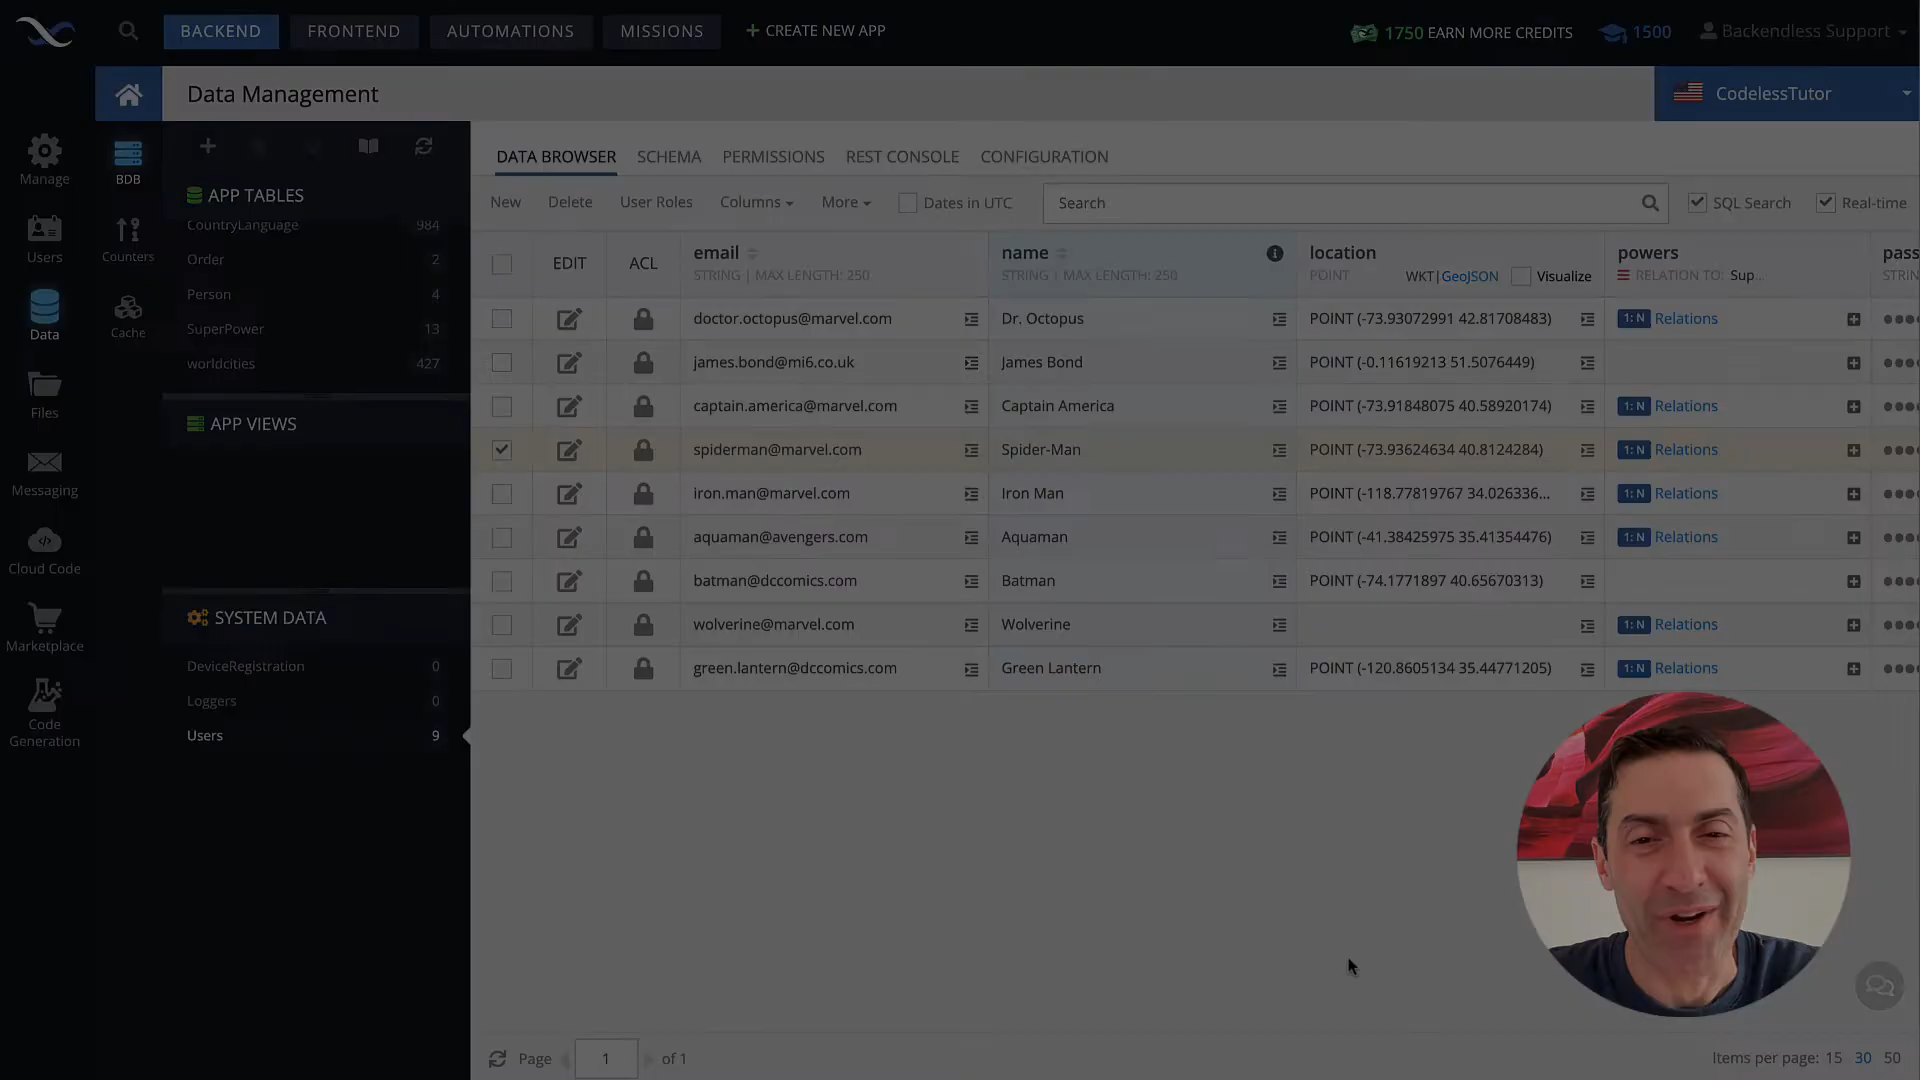 BACKEND FRONTEND AUTOMATIONS MISSIONS CREATE NEW APP 1750 EARN MORE CREDITS 1500 Backendless Support
Data Management CodelessTutor
Manage
Users
Data
Files
Messaging
Cloud Code
Marketplace
Code
Generation
BDB
Counters
Cache
APP TABLES
CountryLanguage 984
Order 2
Person 4
SuperPower 13
worldcities 427
APP VIEWS
SYSTEM DATA
DeviceRegistration 0
Loggers 0
Users 9
DATA BROWSER SCHEMA PERMISSIONS REST CONSOLE CONFIGURATION
New Delete User Roles Columns More Dates in UTC Search SQL Search Real-time
EDIT ACL email name location powers pass
STRING | MAX LENGTH: 250 STRING | MAX LENGTH: 250 POINT WKT|GeoJSON Visualize RELATION TO: Sup... STRIN
doctor.octopus@marvel.com Dr. Octopus POINT (-73.93072991 42.81708483) 1: N Relations
james.bond@mi6.co.uk James Bond POINT (-0.11619213 51.5076449)
captain.america@marvel.com Captain America POINT (-73.91848075 40.58920174) 1: N Relations
spiderman@marvel.com Spider-Man POINT (-73.93624634 40.8124284) 1: N Relations
iron.man@marvel.com Iron Man POINT (-118.77819767 34.026336... 1: N Relations
aquaman@avengers.com Aquaman POINT (-41.38425975 35.41354476) 1: N Relations
batman@dccomics.com Batman POINT (-74.1771897 40.65670313)
wolverine@marvel.com Wolverine 1: N Relations
green.lantern@dccomics.com Green Lantern POINT (-120.8605134 35.44771205) 1: N Relations
Page 1 of 1 Items per page: 15 30 50